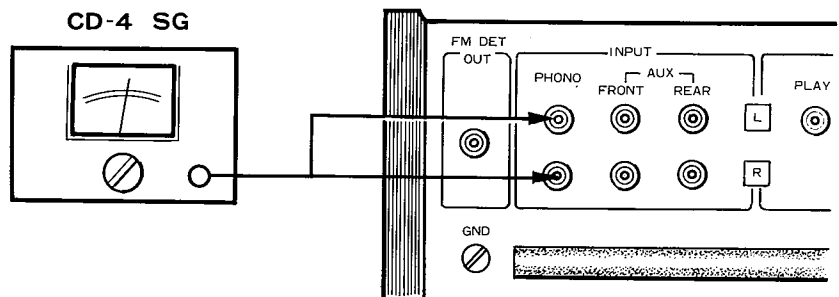 CD-4 SG
FM DET
OUT
INPUT
PHONO
AUX
FRONT
REAR
PLAY
L
R
GND